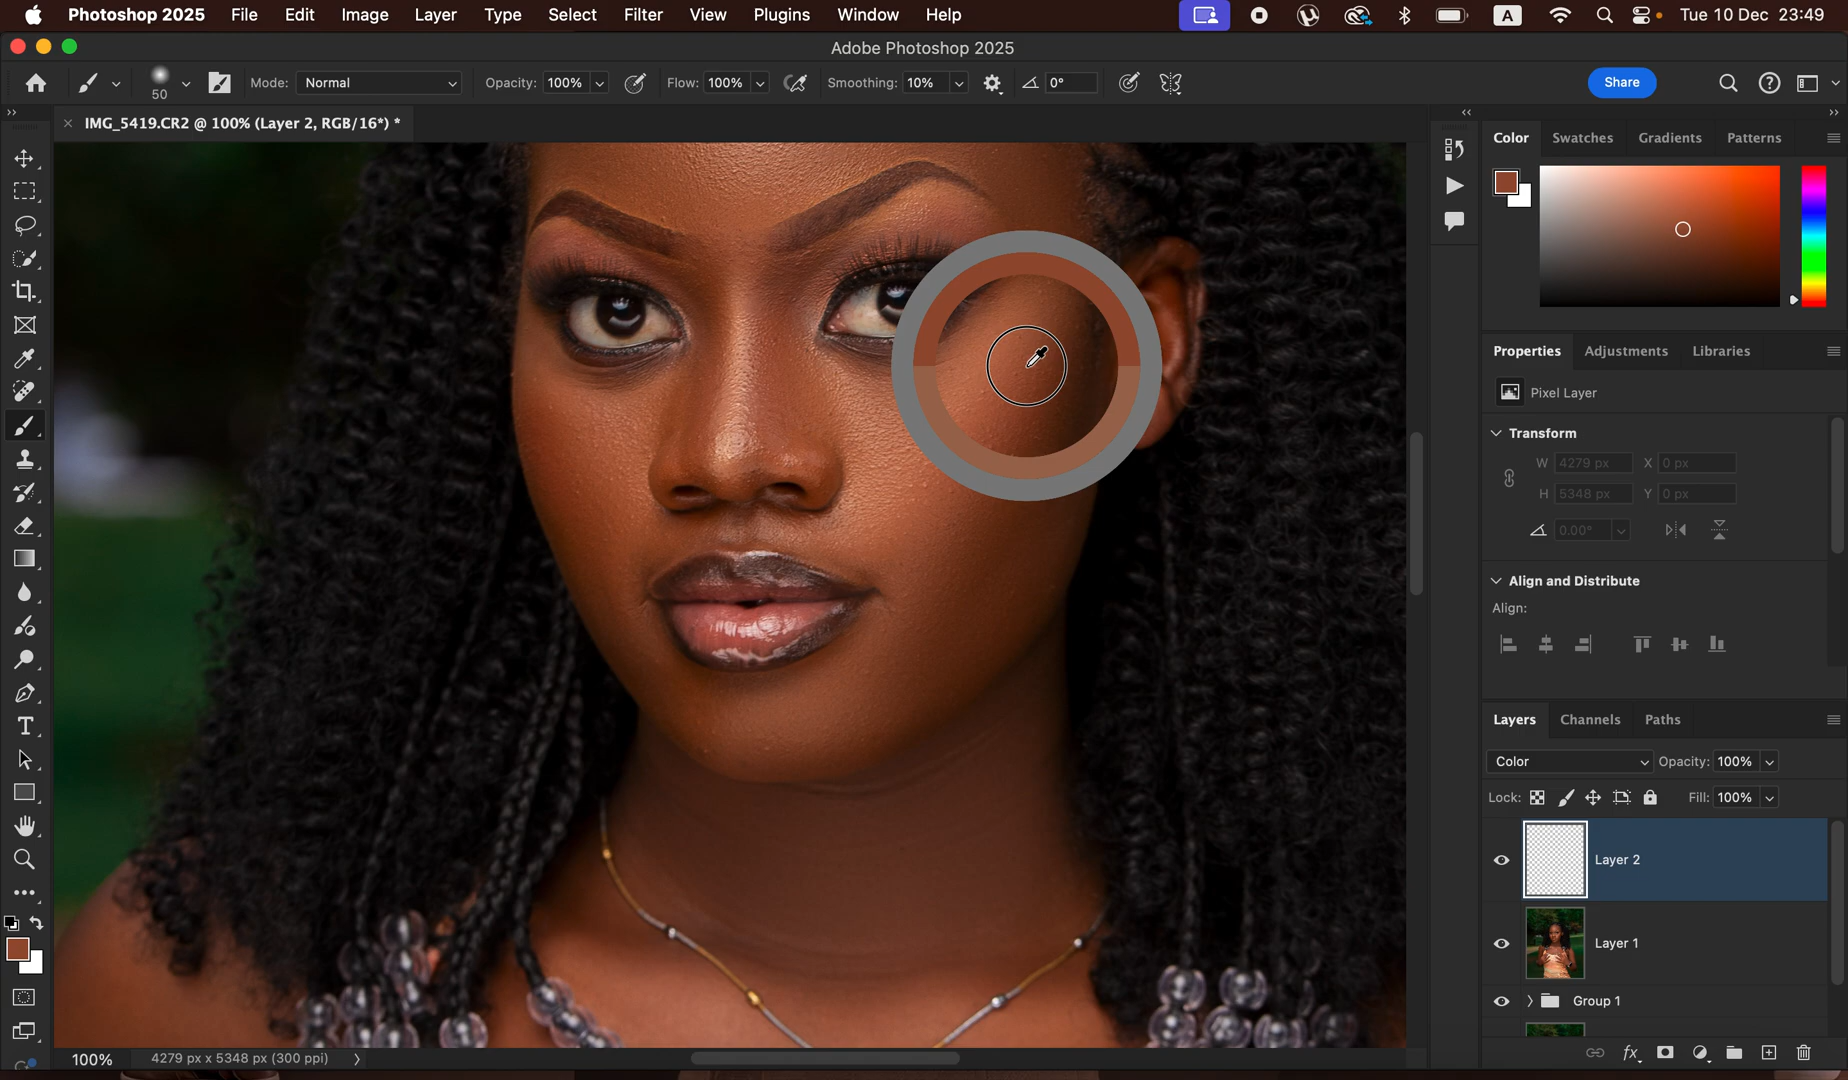 Photoshop 2025 File Edit Image Layer Type Select Filter View Plugins Window Help A Tue 10 Dec 23:49
Adobe Photoshop 2025
50 Mode: Normal Opacity: 100% Flow: 100% Smoothing: 10% 0° Share
IMG_5419.CR2 @ 100% (Layer 2, RGB/16*) *
Color Swatches Gradients Patterns
Properties Adjustments Libraries
Pixel Layer
Transform
W 4279 px X 0 px
H 5348 px Y 0 px
0.00°
Align and Distribute
Align:
Layers Channels Paths
Color Opacity: 100%
Lock: Fill: 100%
Layer 2
Layer 1
Group 1
fx
100% 4279 px x 5348 px (300 ppi)